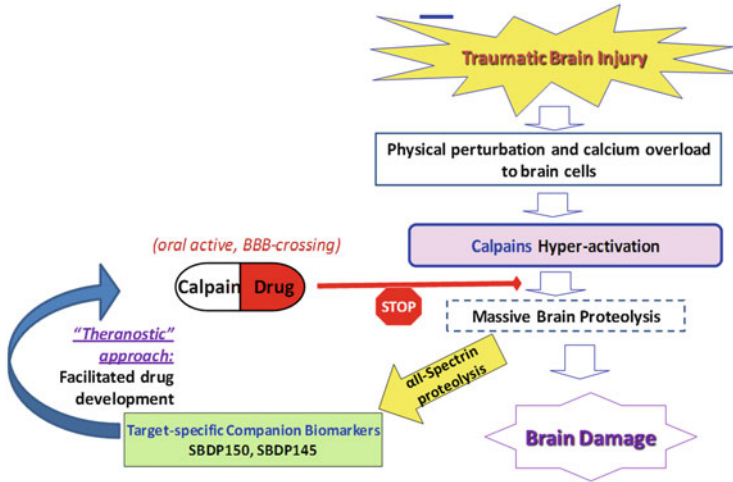 Traumatic Brain Injury
Physical perturbation and calcium overload
to brain cells
Calpains Hyper-activation
(oral active, BBB-crossing)
Calpain Drug
STOP
Massive Brain Proteolysis
"Theranostic"
approach:
Facilitated drug
development
αII-Spectrin
proteolysis
Target-specific Companion Biomarkers
SBDP150, SBDP145
Brain Damage